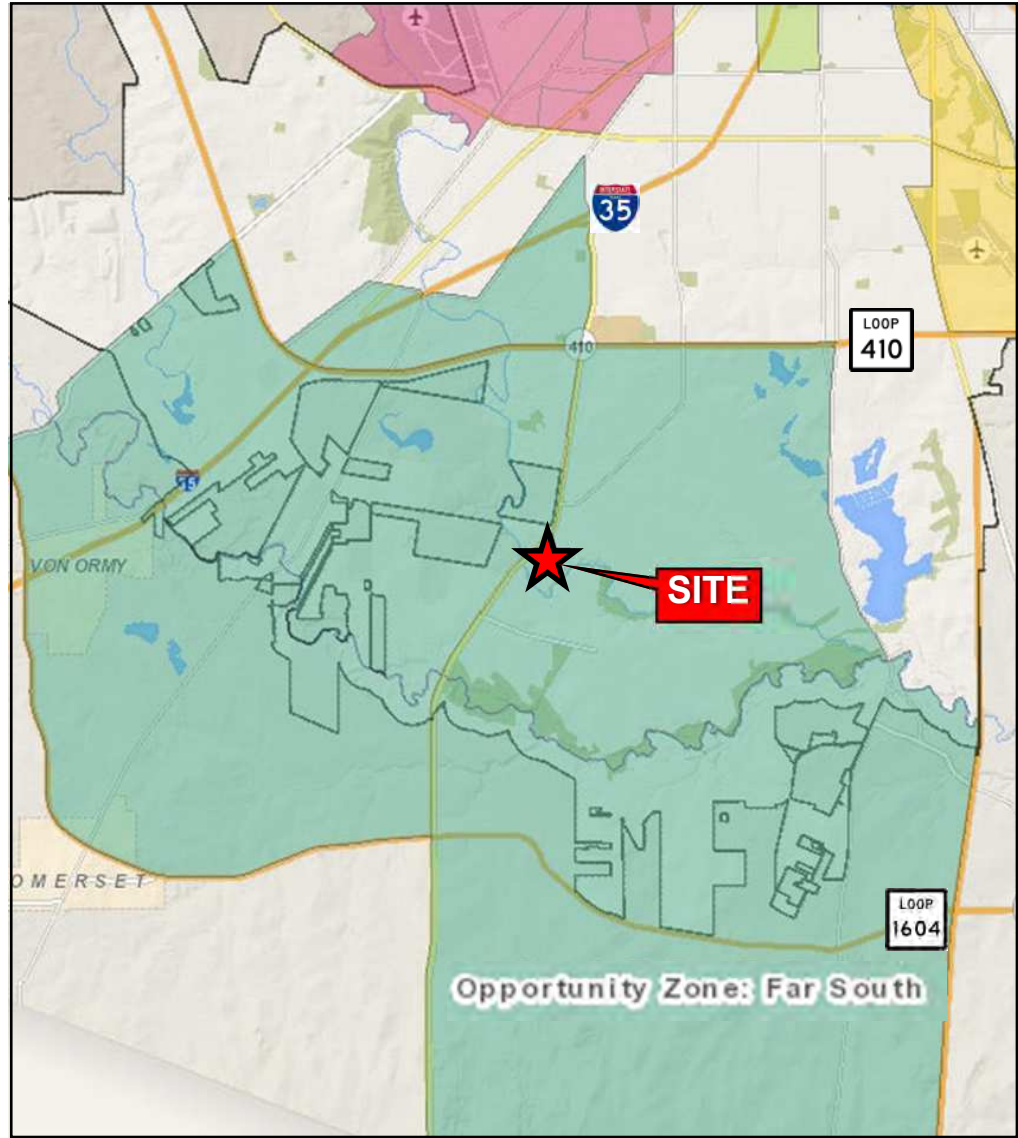 INTERSTATE
35
LOOP
410
410
35
VON ORMY
SITE
OMERSET
LOOP
1604
Opportunity Zone: Far South